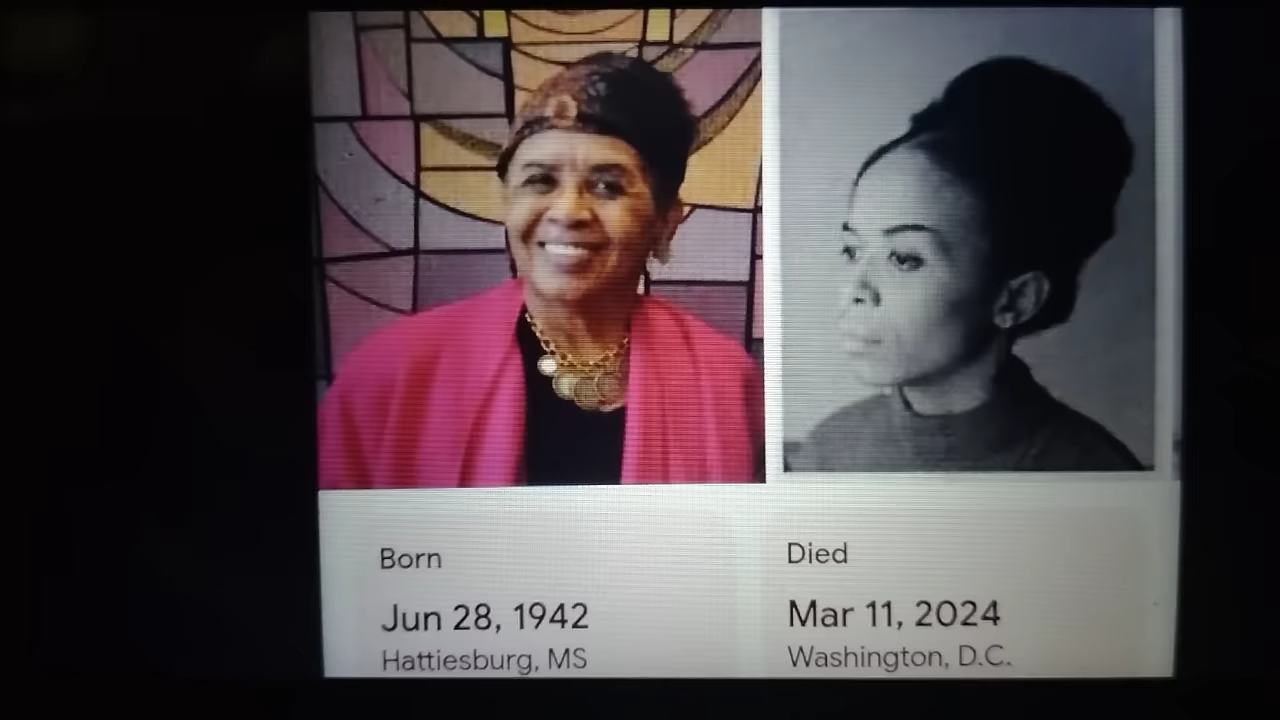 Born
Jun 28, 1942
Hattiesburg, MS
Died
Mar 11, 2024
Washington, D.C.